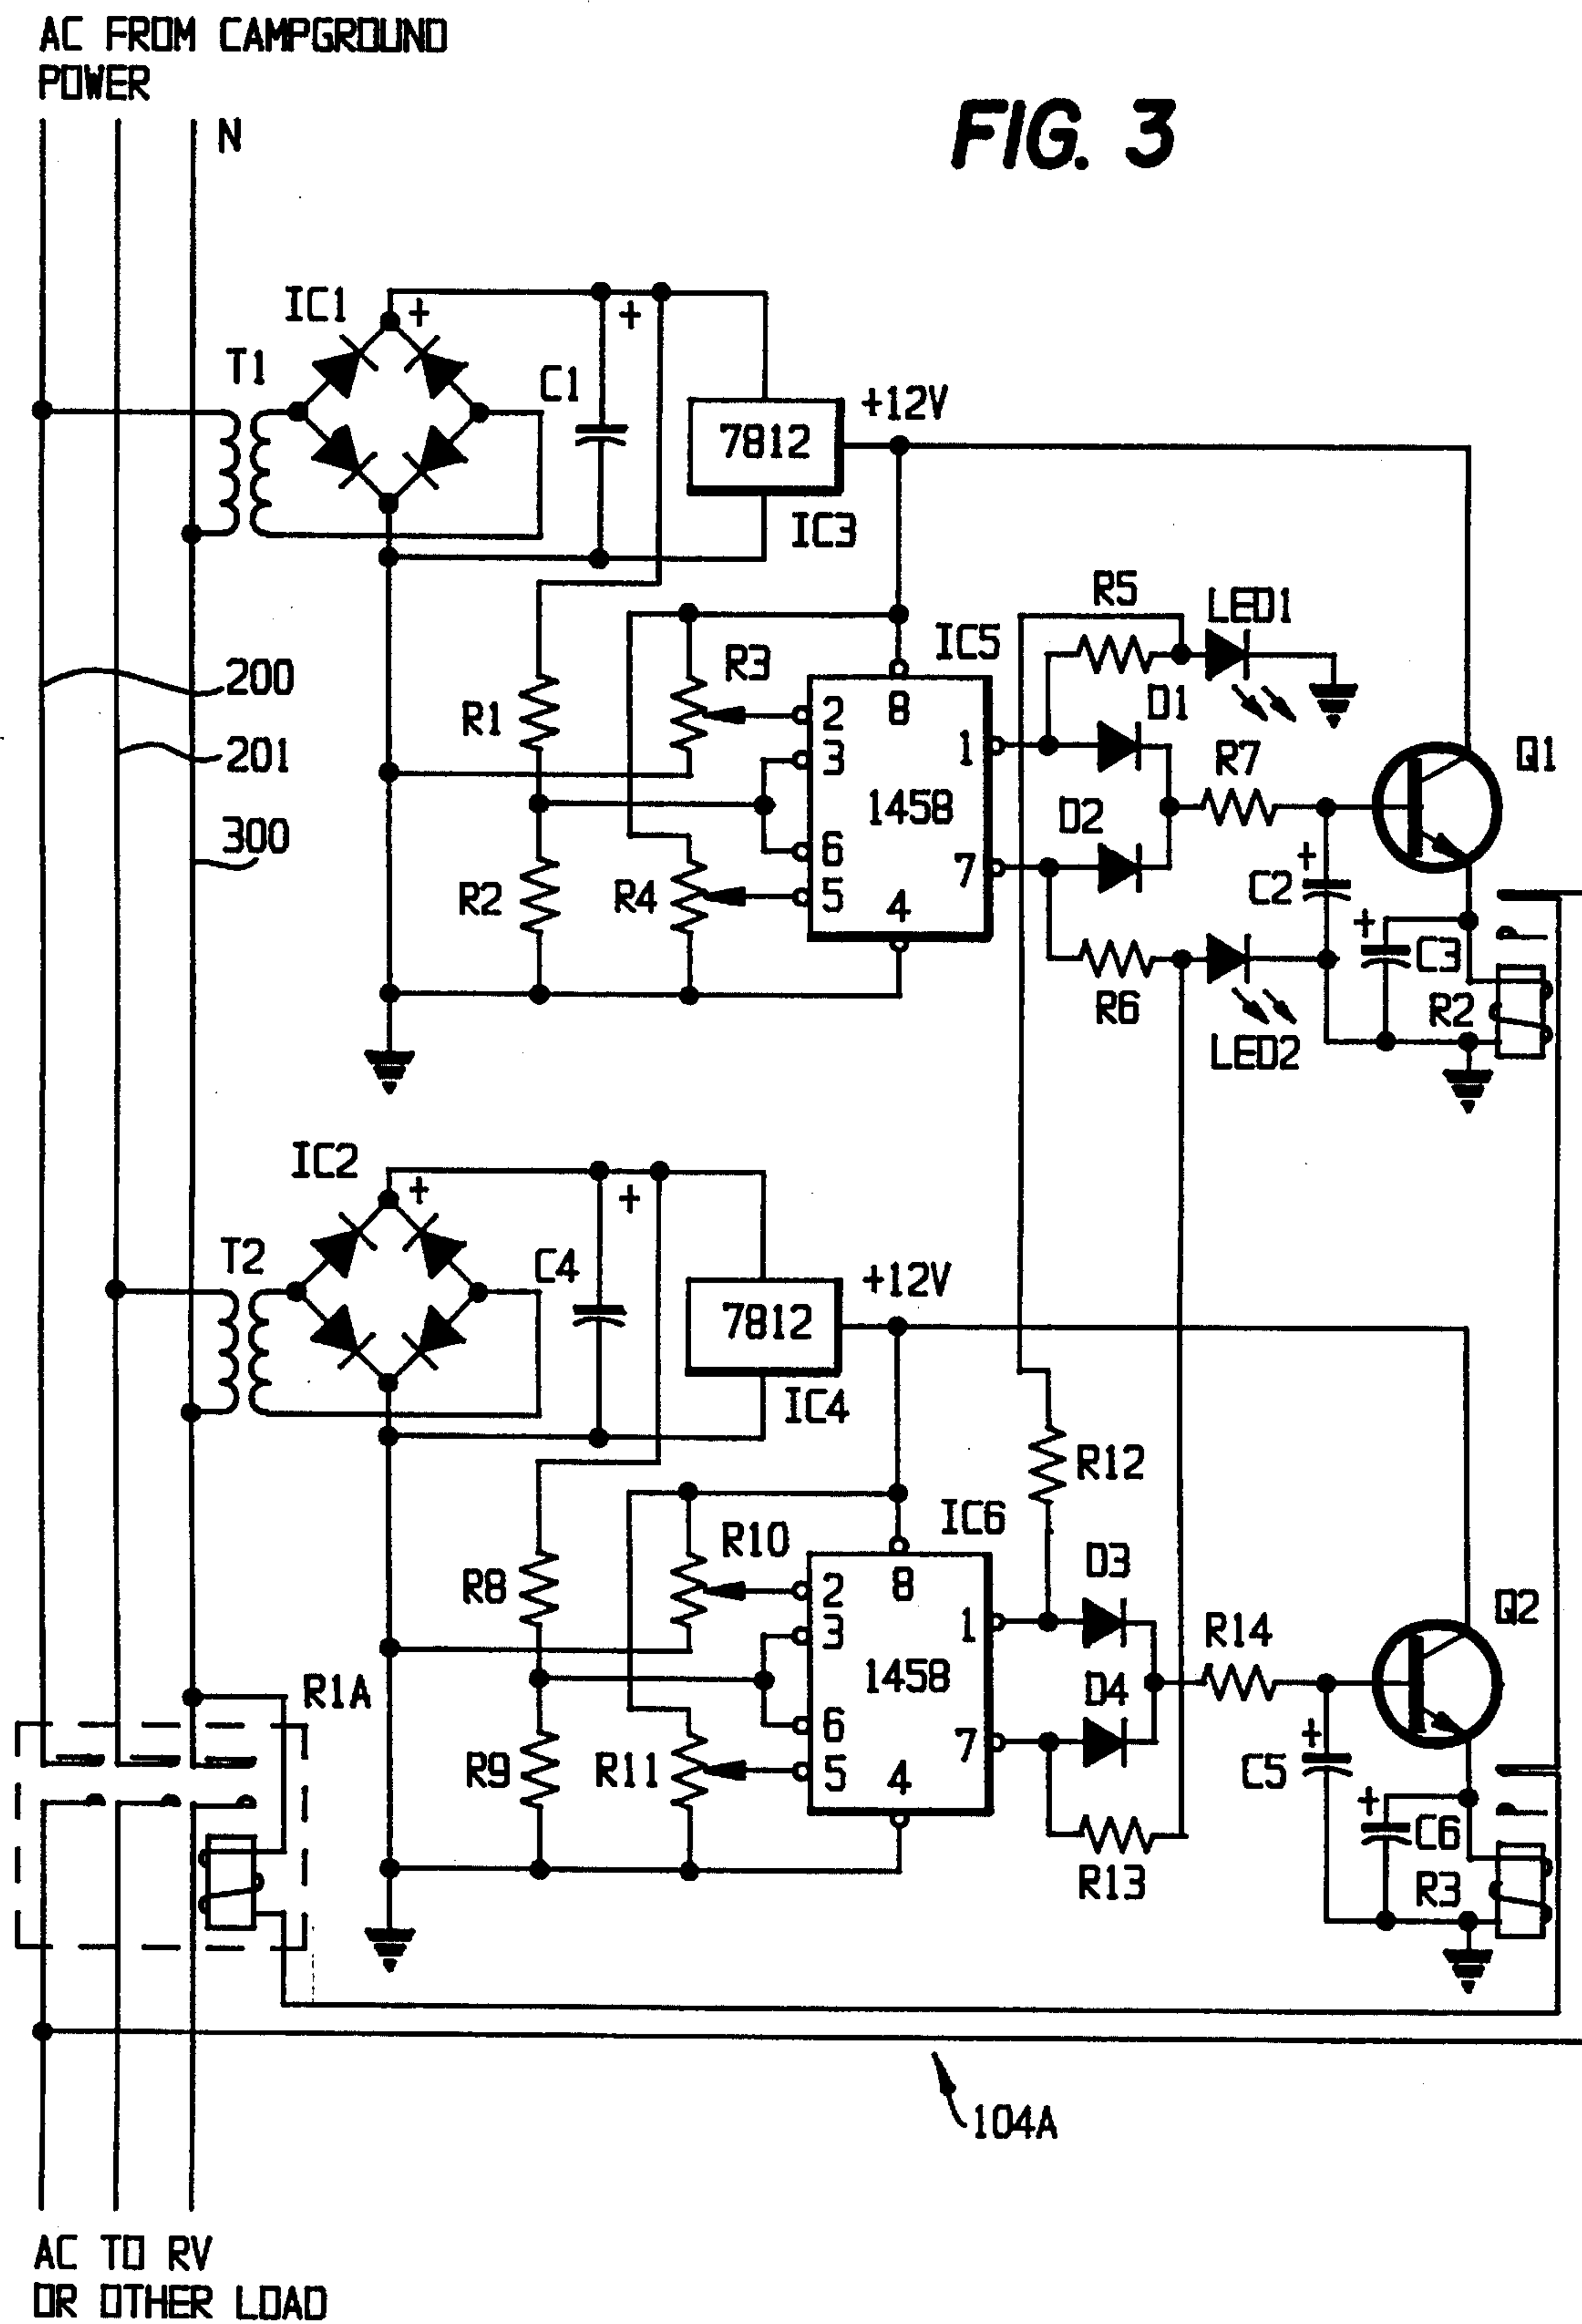 AC FROM CAMPGROUND
POWER
N
FIG. 3
IC1
+
+
T1
C1
+12V
7812
IC3
R5
LED1
IC5
200
R3
D1
R1
2
8
3
1
R7
Q1
201
1458
D2
300
6
7
C2
+
R2
R4
5
4
+
C3
R6
R2
LED2
IC2
+
+
T2
C4
+12V
7812
IC4
R12
IC6
R10
D3
R8
2
8
3
1
R14
Q2
R1A
1458
D4
6
7
+
R9
R11
5
4
C5
+
C6
R13
R3
104A
AC TO RV
OR OTHER LOAD